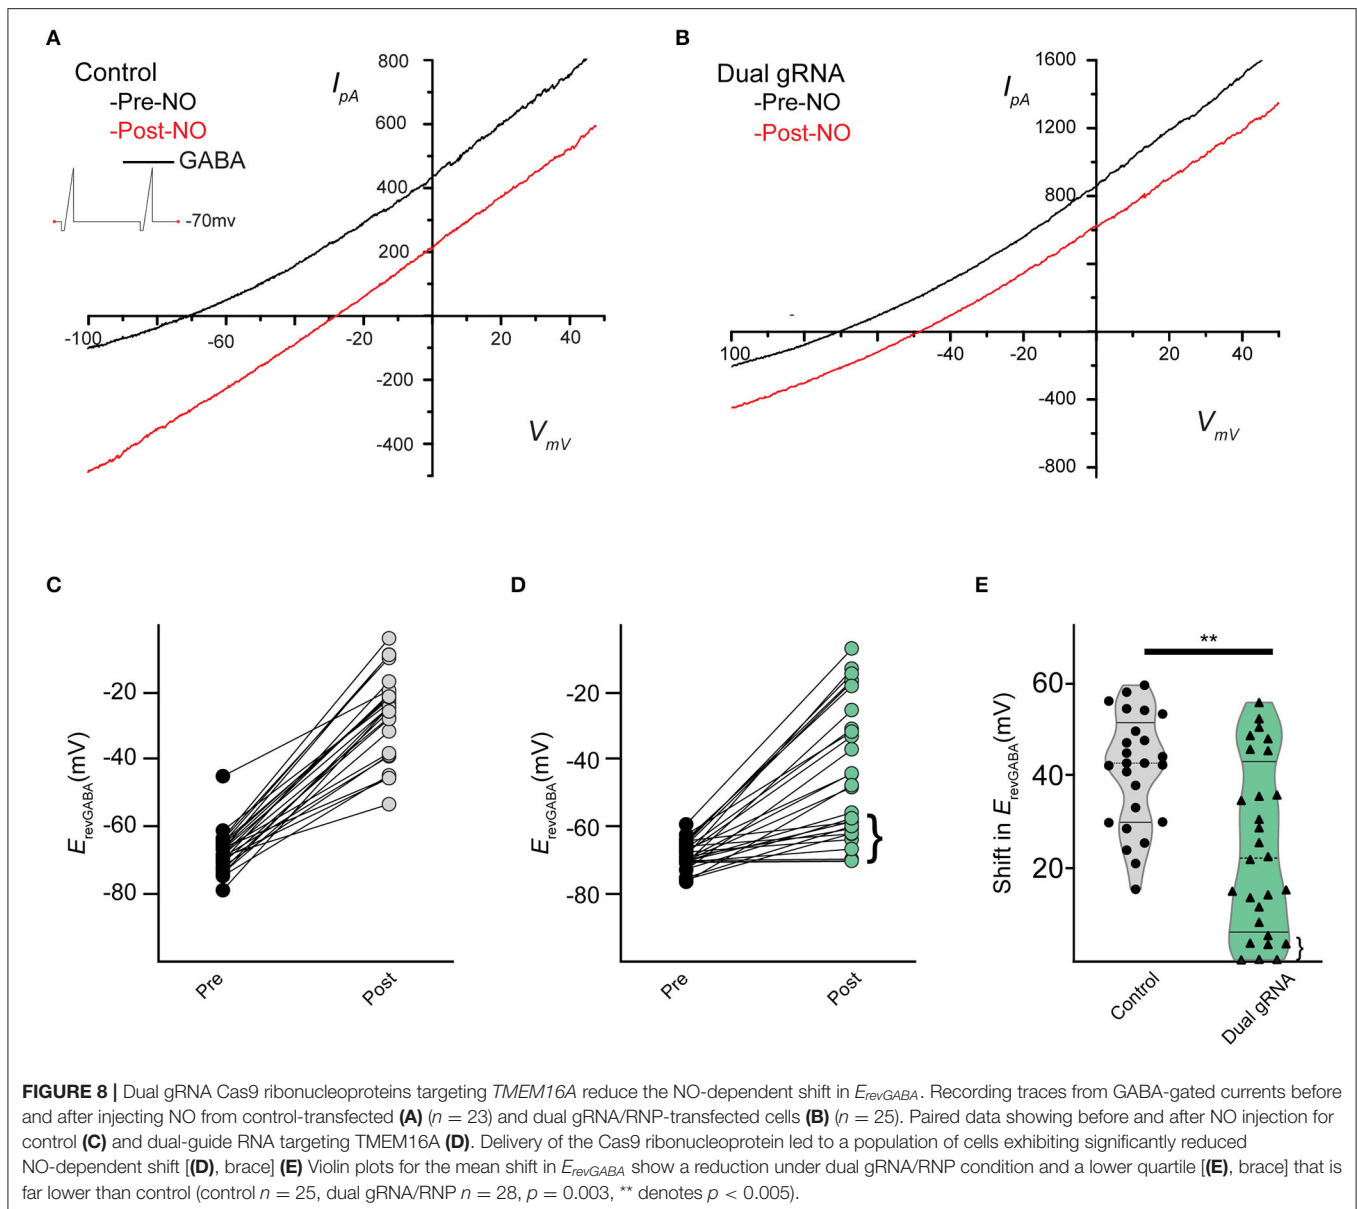 A
Control
-Pre-NO
-Post-NO
GABA
-70mv
I pA
800
600
400
200
-100
-60
-20
0
20
40
-200
-400
V mV
B
Dual gRNA
-Pre-NO
-Post-NO
I pA
1600
1200
800
400
-
100
-40
-20
0
20
40
-400
-800
V mV
C
E revGABA (mV)
-20
-40
-60
-80
Pre
Post
D
E revGABA (mV)
-20
-40
-60
-80
}
Pre
Post
E
**
Shift in E revGABA (mV)
60
40
20
}
Control
Dual gRNA
FIGURE 8 | Dual gRNA Cas9 ribonucleoproteins targeting TMEM16A reduce the NO-dependent shift in ErevGABA. Recording traces from GABA-gated currents before
and after injecting NO from control-transfected (A) (n = 23) and dual gRNA/RNP-transfected cells (B) (n = 25). Paired data showing before and after NO injection for
control (C) and dual-guide RNA targeting TMEM16A (D). Delivery of the Cas9 ribonucleoprotein led to a population of cells exhibiting significantly reduced
NO-dependent shift [(D), brace] (E) Violin plots for the mean shift in ErevGABA show a reduction under dual gRNA/RNP condition and a lower quartile [(E), brace] that is
far lower than control (control n = 25, dual gRNA/RNP n = 28, p = 0.003, ** denotes p < 0.005).